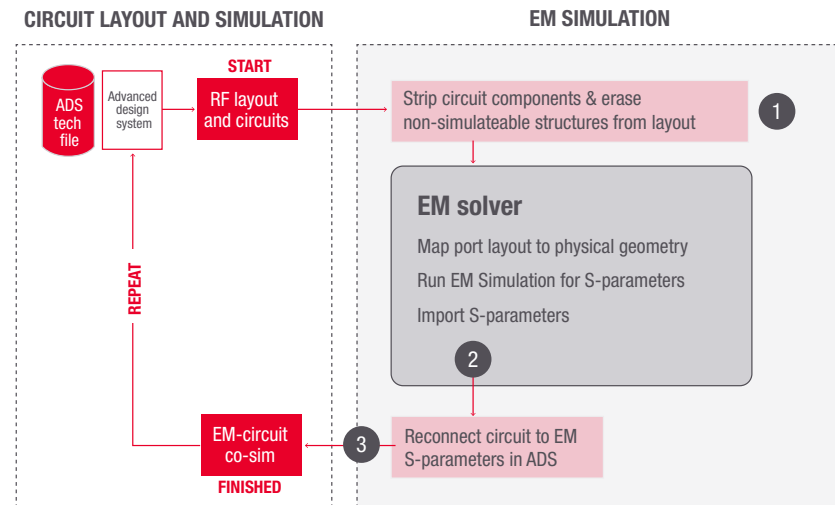 CIRCUIT LAYOUT AND SIMULATION
EM SIMULATION
ADS
tech
file
Advanced
design
system
START
RF layout
and circuits
Strip circuit components & erase
non-simulateable structures from layout
1
EM solver
Map port layout to physical geometry
Run EM Simulation for S-parameters
Import S-parameters
2
REPEAT
EM-circuit
co-sim
FINISHED
3
Reconnect circuit to EM
S-parameters in ADS